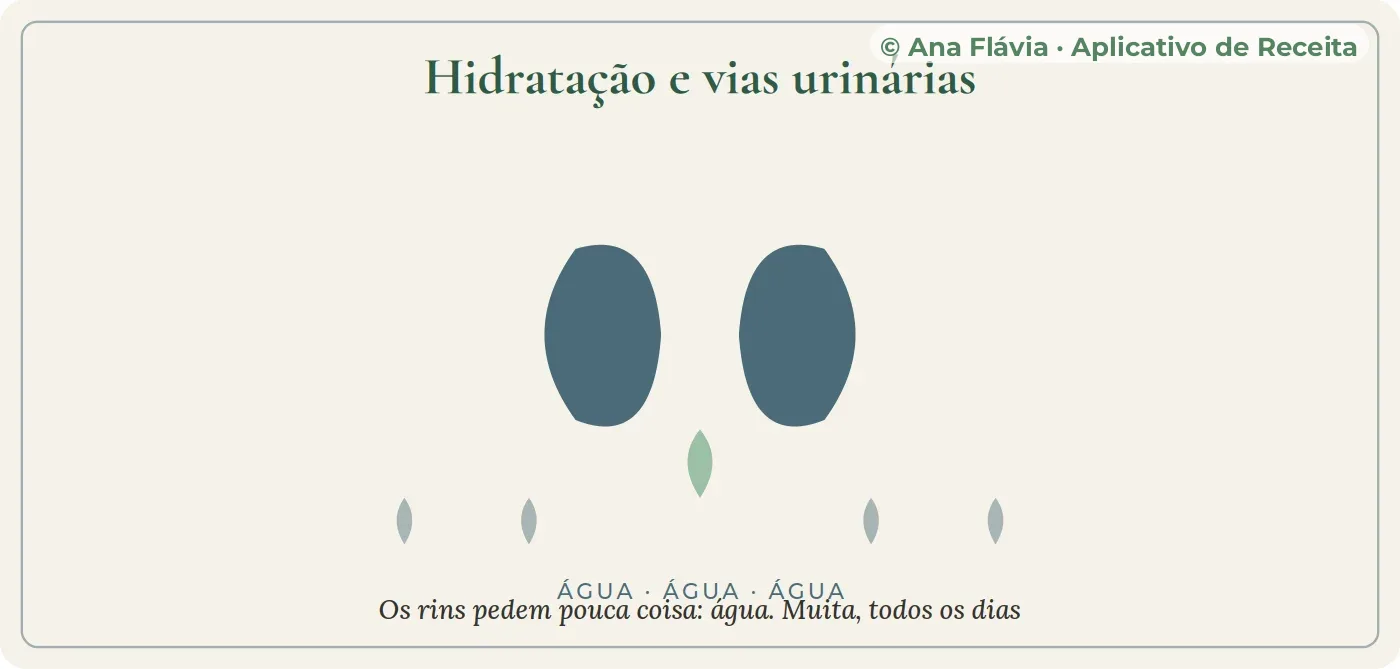 © Ana Flávia · Aplicativo de Receita
Hidratação e vias urinárias
ÁGUA · ÁGUA · ÁGUA
Os rins pedem pouca coisa: água. Muita, todos os dias